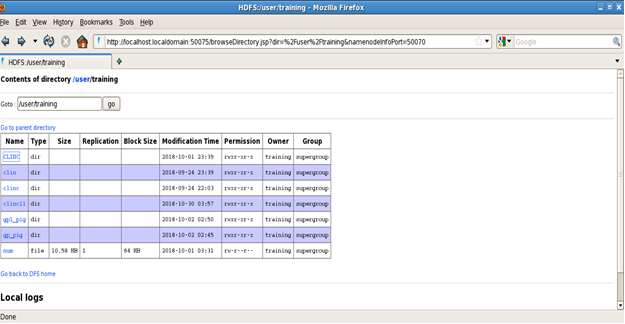 HDFS:/user/training - Mozilla Firefox
File Edit View History Bookmarks Tools Help
http://localhost.localdomain:50075/browseDirectory.jsp?dir=%2Fuser%2Ftraining&namenodeInfoPort=50070 Google
HDFS:/user/training
Contents of directory /user/training
Goto : /user/training go
Go to parent directory
Name Type Size Replication Block Size Modification Time Permission Owner Group
dir 2018-10-01 23:39 rwxr-xr-x training supergroup
clin dir 2018-09-24 23:39 rwxr-xr-x training supergroup
clinc dir 2018-09-24 22:03 rwxr-xr-x training supergroup
clinc11 dir 2018-10-30 03:57 rwxr-xr-x training supergroup
gpl_pig dir 2018-10-02 02:50 rwxr-xr-x training supergroup
gp_pig dir 2018-10-02 02:45 rwxr-xr-x training supergroup
num file 10.58 MB 1 64 MB 2018-10-01 03:31 rw-r--r-- training supergroup
Go back to DFS home
Local logs
Done